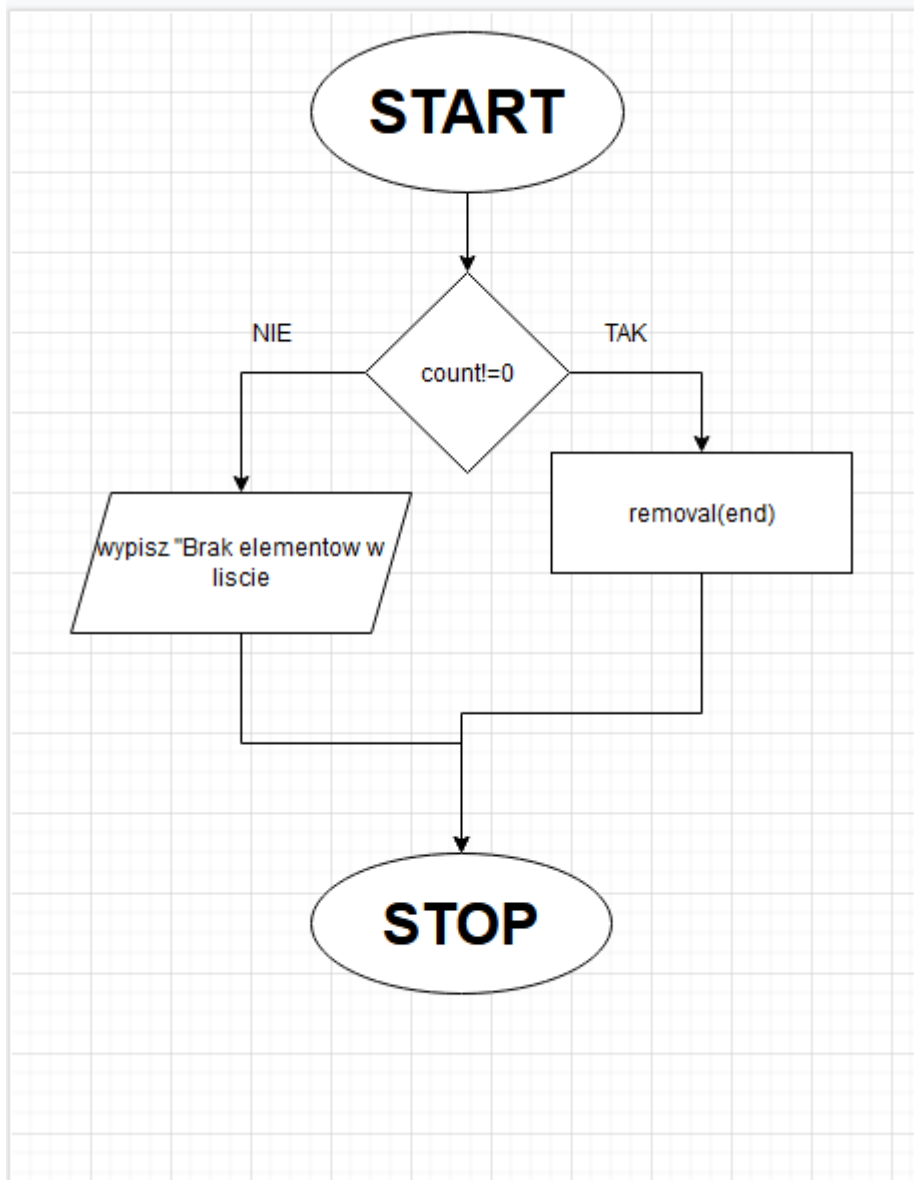 START
NIE
TAK
count!=0
removal(end)
wypisz "Brak elementow w
liscie
STOP